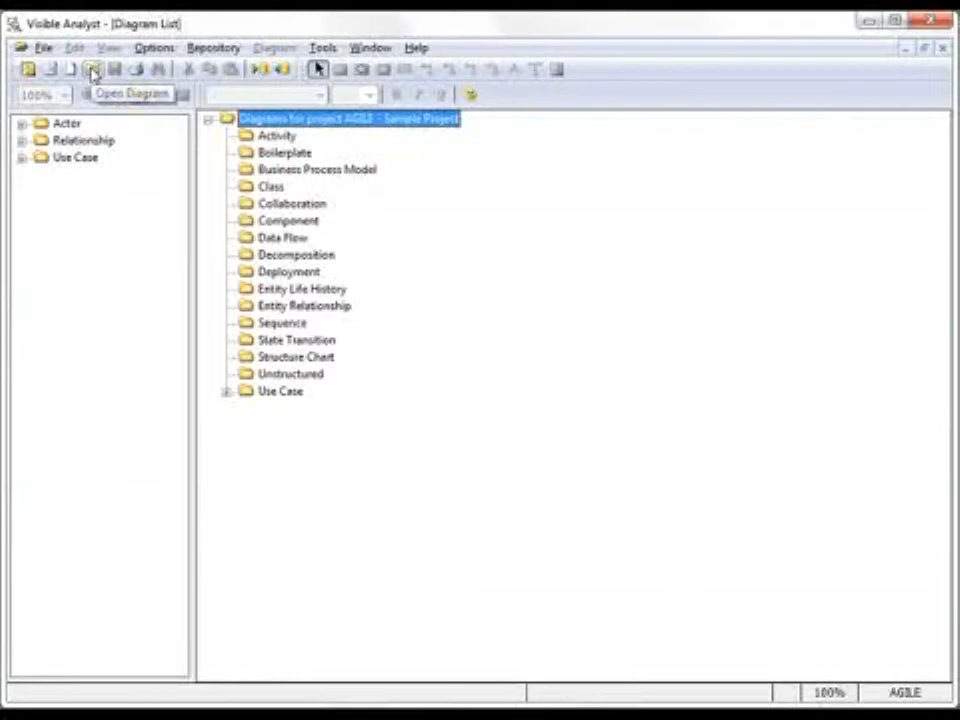 Visible Analyst - [Diagram List]
File Edit View Options Repository Diagram Tools Window Help
Open Diagram
100%
Actor
Relationship
Use Case
Diagrams for project AGILE - Sample Project
Activity
Boilerplate
Business Process Model
Class
Collaboration
Component
Data Flow
Decomposition
Deployment
Entity Life History
Entity Relationship
Sequence
State Transition
Structure Chart
Unstructured
Use Case
100% AGILE